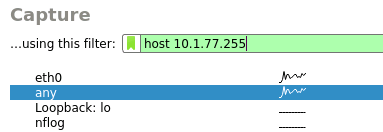 Capture
...using this filter: host 10.1.77.255
eth0
any
Loopback: lo
nflog